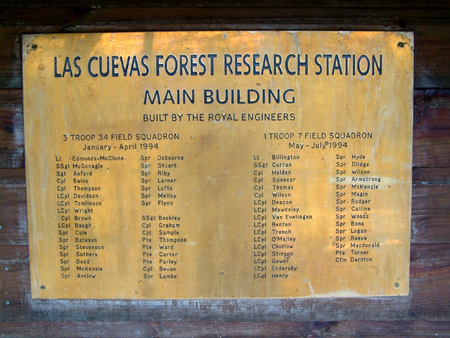 LAS CUEVAS FOREST RESEARCH STATION
MAIN BUILDING
BUILT BY THE ROYAL ENGINEERS
3 TROOP 34 FIELD SQUADRON
January - April 1994
Lt Edmunds-McClune
SSgt McGonagle
Sgt Axford
Cpl Bains
Cpl Thompson
LCpl Davidson
LCpl Tomlinson
LCpl Wright
Cpl Brown
LCpl Baugh
Spr Cole
Spr Bateson
Spr Stevenson
Spr Suthers
Spr Dodd
Spr McKenzie
Spr Anslow
Spr Osbourne
Spr Stuart
Spr Riby
Spr Larner
Spr Lofts
Spr Melloy
Spr Flynn
SSgt Beckley
Cpl Graham
Cpl Sample
Pte Thompson
Pte Ward
Pte Carter
Pte Parley
Cpl Bevan
Spr Lambe
1 TROOP 7 FIELD SQUADRON
May - July 1994
Lt Billington
SSgt Curran
Cpl Holden
Cpl Spencer
Cpl Thomas
Cpl Wilson
LCpl Deacon
LCpl Mawdsley
LCpl Van Evelingen
LCpl Benton
LCpl Trench
LCpl O'Malley
LCpl Chidlow
LCpl Stinson
LCpl Gower
LCpl Endersby
LCpl Henry
Spr Hyde
Spr Illidge
Spr Wilson
Spr Armstrong
Spr McKenzie
Spr Magin
Spr Rodger
Spr Calline
Spr Woods
Spr Bone
Spr Logan
Spr Reeve
Spr Macdonald
Pte Turner
Cfm Darnton